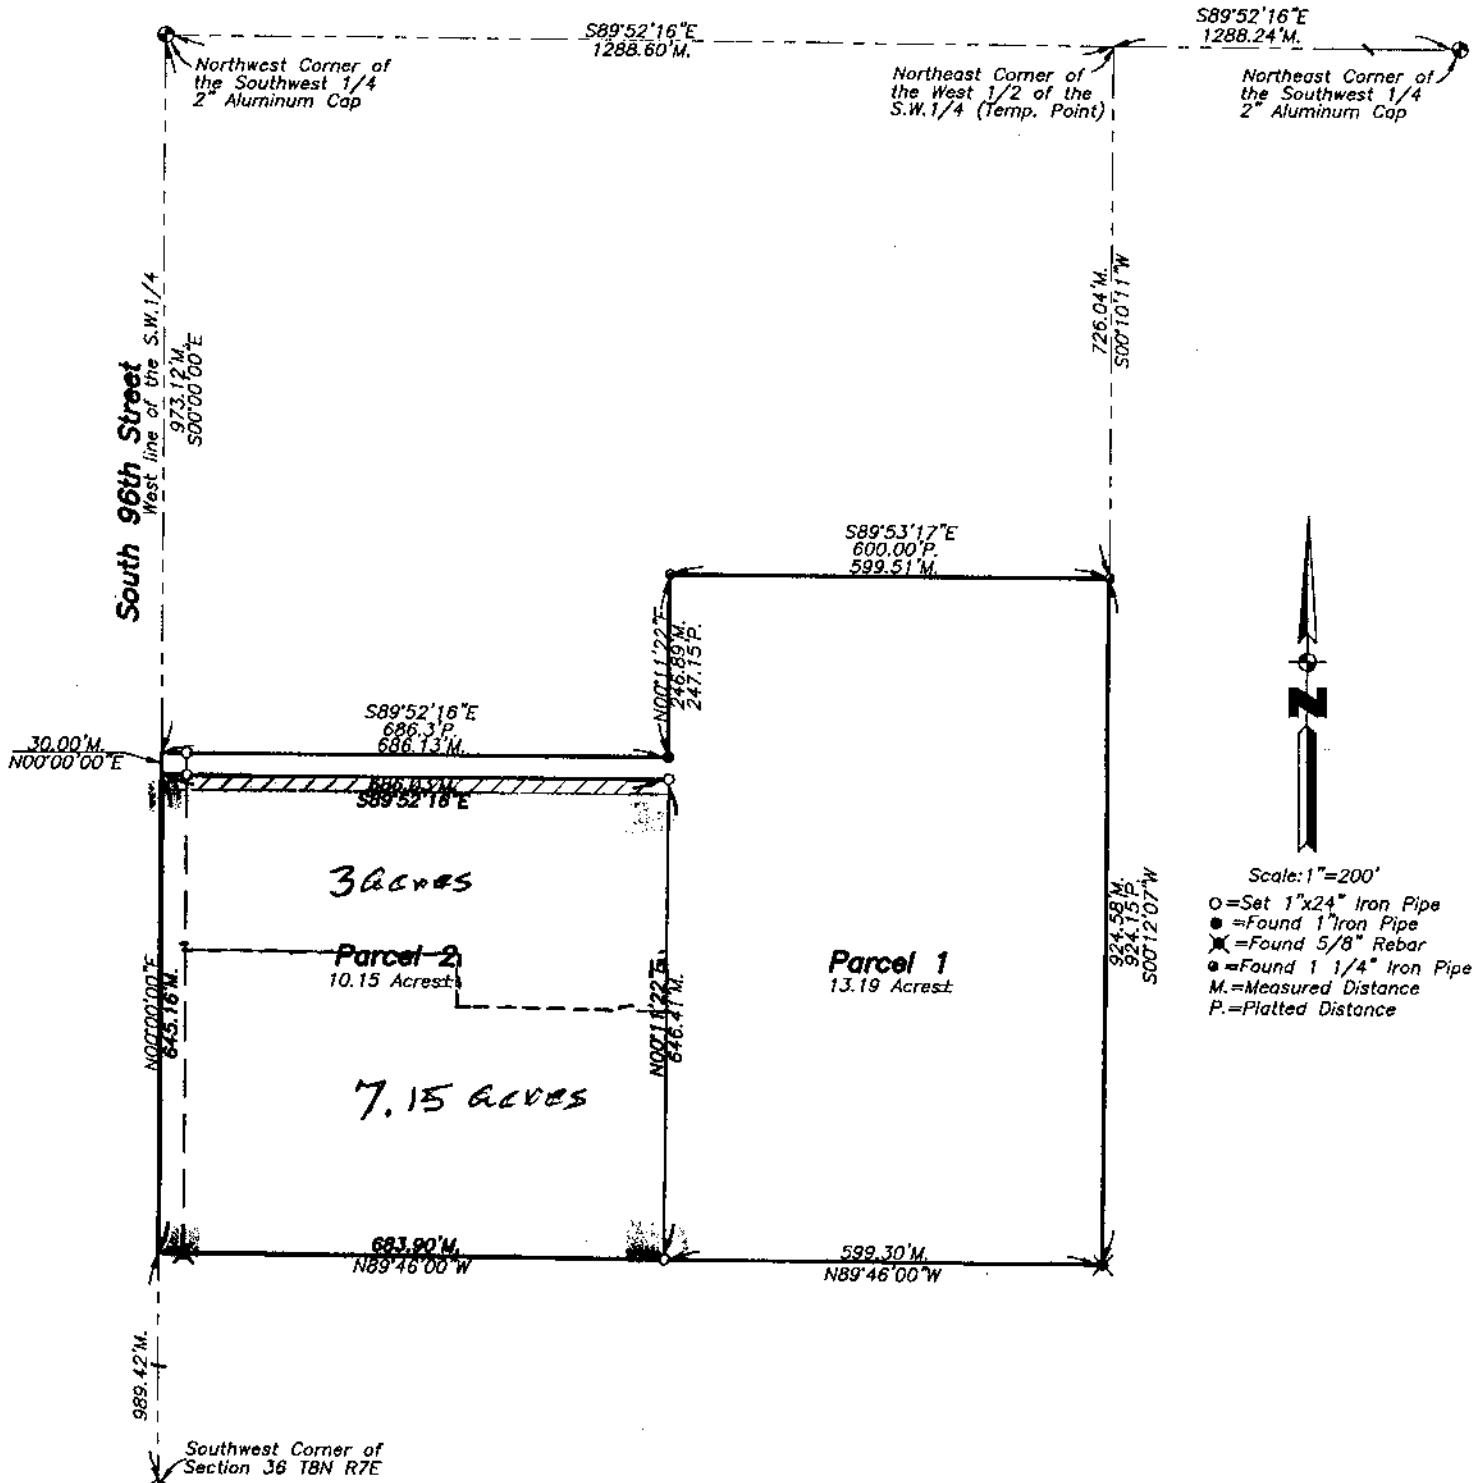 S89°52'16"E
1288.60'M.
S89°52'16"E
1288.24'M.
Northwest Corner of
the Southwest 1/4
2" Aluminum Cap
Northeast Corner of
the West 1/2 of the
S.W.1/4 (Temp. Point)
Northeast Corner of
the Southwest 1/4
2" Aluminum Cap
South 96th Street
West line of the S.W.1/4
973.12'M.
S00°00'00"E
726.04'M.
S00°10'11"W
S89°53'17"E
600.00'P.
599.51'M.
N00°11'22"E
246.89'M.
247.15'P.
S89°52'16"E
686.3'P.
686.13'M.
30.00'M.
N00°00'00"E
686.03'M.
S89°52'16"E
3 acres
Parcel 2
10.15 Acres±
N00°00'00"E
645.16'M.
N00°11'22"E
646.41'M.
Parcel 1
13.19 Acres±
924.58'M.
924.15'P.
S00°12'07"W
7.15 acres
N
Scale:1"=200'
=Set 1"x24" Iron Pipe
=Found 1"Iron Pipe
=Found 5/8" Rebar
=Found 1 1/4" Iron Pipe
M.=Measured Distance
P.=Platted Distance
683.90'M.
N89°46'00"W
599.30'M.
N89°46'00"W
989.42'M.
Southwest Corner of
Section 36 T8N R7E